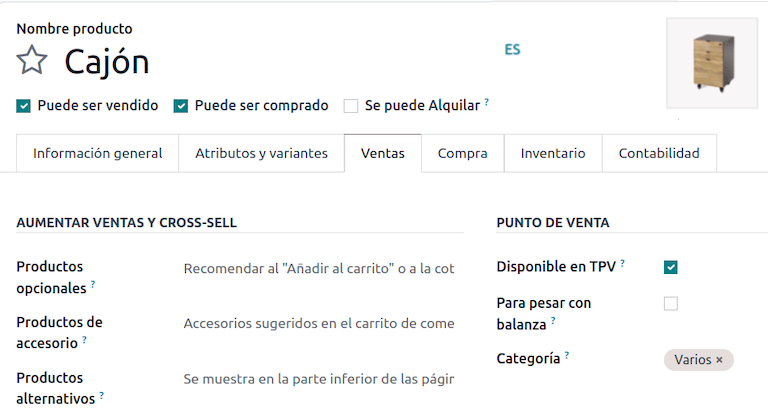 Nombre producto
Cajón
ES
Puede ser vendido Puede ser comprado Se puede Alquilar ?
Información general Atributos y variantes Ventas Compra Inventario Contabilidad
AUMENTAR VENTAS Y CROSS-SELL
Productos opcionales ?
Recomendar al "Añadir al carrito" o a la cot
Productos de accesorio ?
Accesorios sugeridos en el carrito de come
Productos alternativos ?
Se muestra en la parte inferior de las págir
PUNTO DE VENTA
Disponible en TPV ?
Para pesar con balanza ?
Categoría ? Varios ×